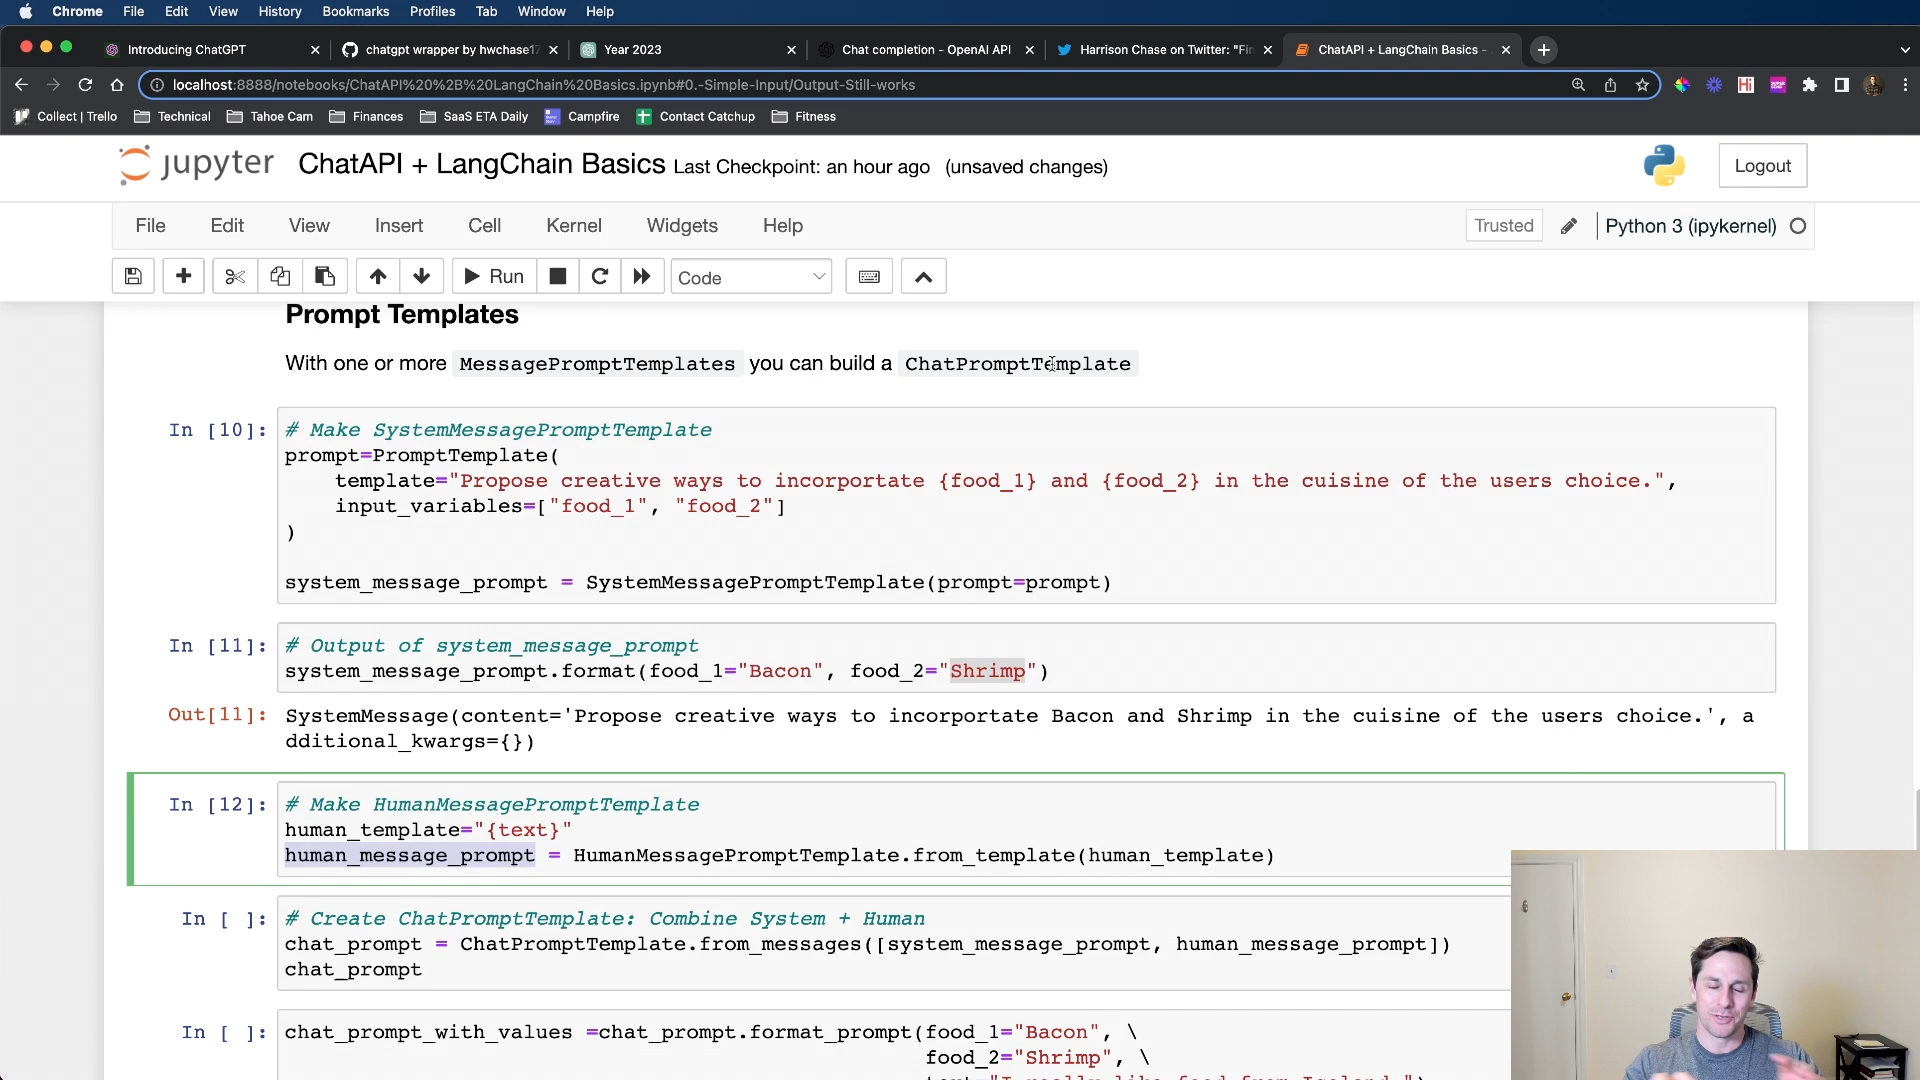 Chrome File Edit View History Bookmarks Profiles Tab Window Help
Introducing ChatGPT
chatgpt wrapper by hwchase17
Year 2023
Chat completion - OpenAI API
Harrison Chase on Twitter: "Fin
ChatAPI + LangChain Basics -
localhost:8888/notebooks/ChatAPI%20%2B%20LangChain%20Basics.ipynb#0.-Simple-Input/Output-Still-works
Collect | Trello Technical Tahoe Cam Finances SaaS ETA Daily Campfire Contact Catchup Fitness
jupyter ChatAPI + LangChain Basics Last Checkpoint: an hour ago (unsaved changes)
Logout
File Edit View Insert Cell Kernel Widgets Help
Trusted Python 3 (ipykernel)
Run Code
Prompt Templates
With one or more MessagePromptTemplates you can build a ChatPromptTemplate
In [10]: # Make SystemMessagePromptTemplate
prompt=PromptTemplate(
    template="Propose creative ways to incorportate {food_1} and {food_2} in the cuisine of the users choice.",
    input_variables=["food_1", "food_2"]
)
system_message_prompt = SystemMessagePromptTemplate(prompt=prompt)
In [11]: # Output of system_message_prompt
system_message_prompt.format(food_1="Bacon", food_2="Shrimp")
Out[11]: SystemMessage(content='Propose creative ways to incorportate Bacon and Shrimp in the cuisine of the users choice.', a
dditional_kwargs={})
In [12]: # Make HumanMessagePromptTemplate
human_template="{text}"
human_message_prompt = HumanMessagePromptTemplate.from_template(human_template)
In [ ]: # Create ChatPromptTemplate: Combine System + Human
chat_prompt = ChatPromptTemplate.from_messages([system_message_prompt, human_message_prompt])
chat_prompt
In [ ]: chat_prompt_with_values =chat_prompt.format_prompt(food_1="Bacon", \
food_2="Shrimp", \
text="I really like food from Iceland.")